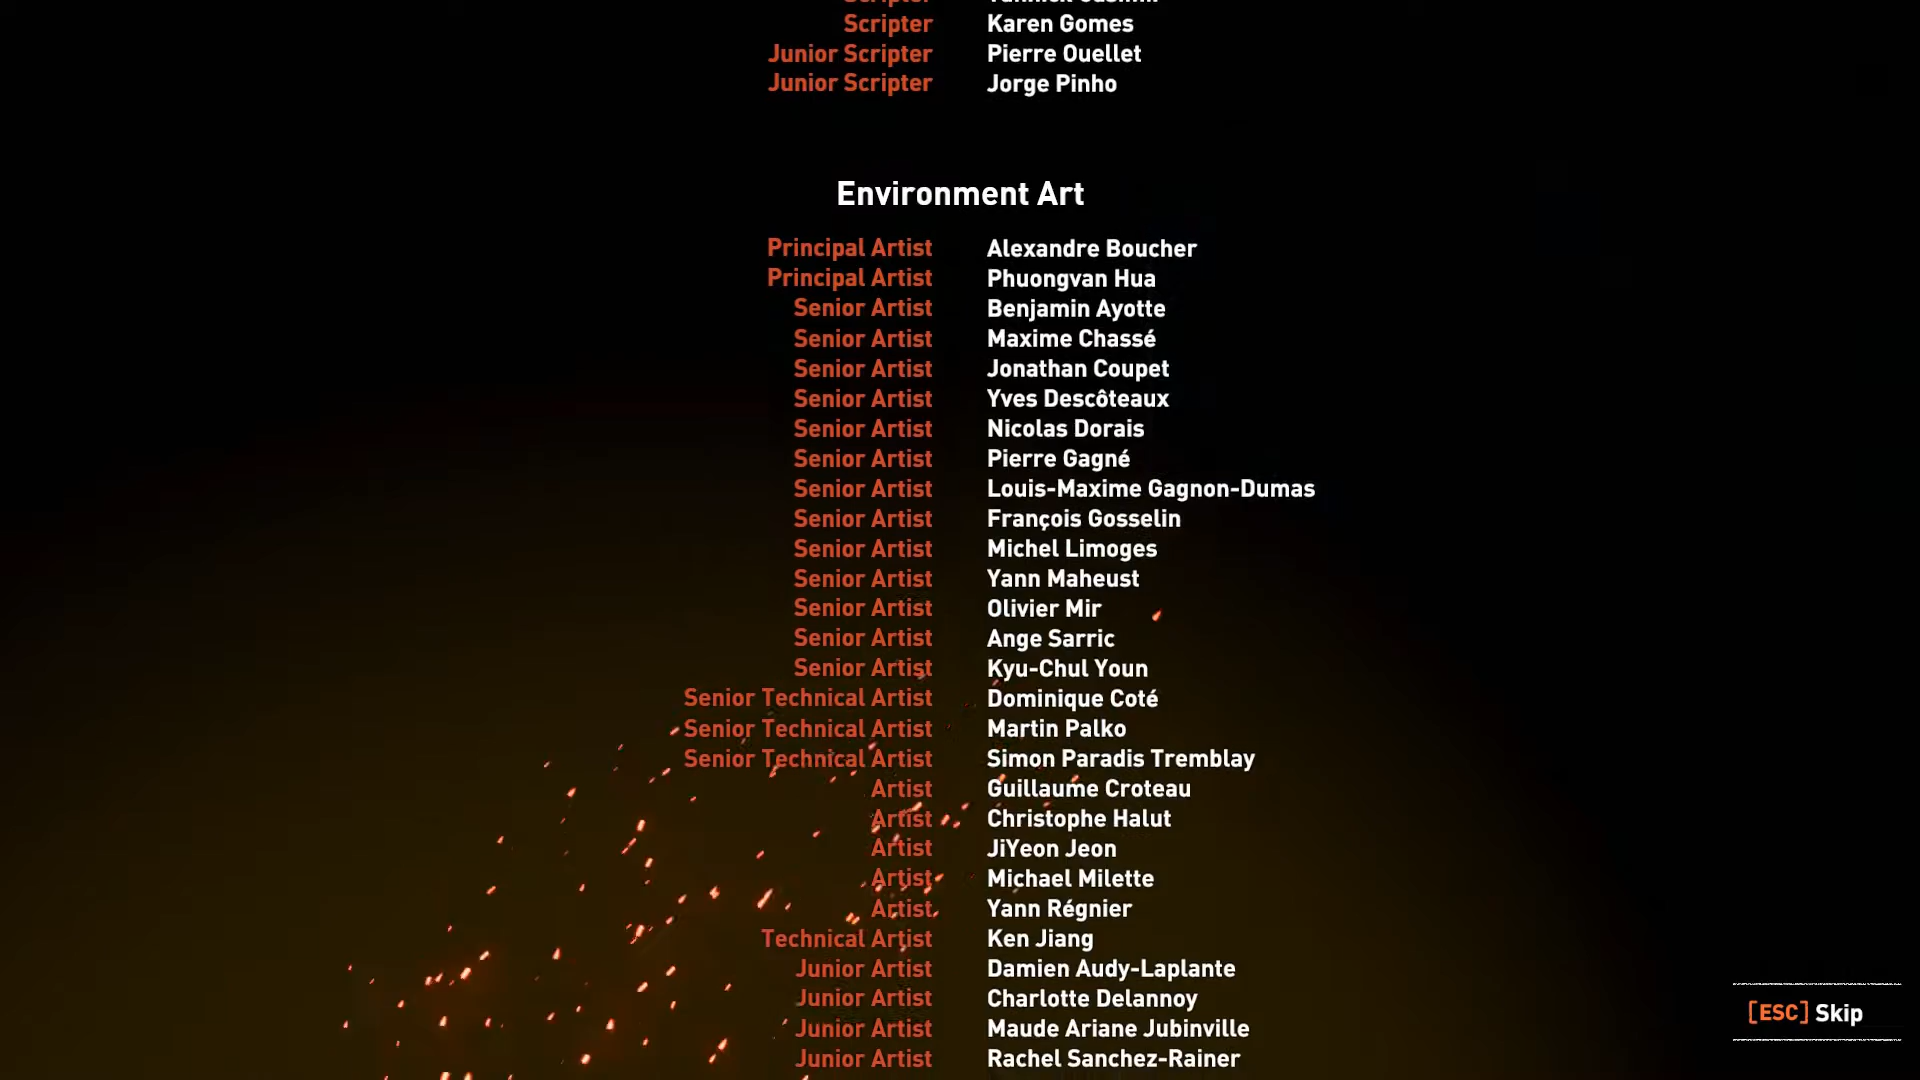 Scripter Karen Gomes
Junior Scripter Pierre Ouellet
Junior Scripter Jorge Pinho
Environment Art
Principal Artist Alexandre Boucher
Principal Artist Phuongvan Hua
Senior Artist Benjamin Ayotte
Senior Artist Maxime Chassé
Senior Artist Jonathan Coupet
Senior Artist Yves Descôteaux
Senior Artist Nicolas Dorais
Senior Artist Pierre Gagné
Senior Artist Louis-Maxime Gagnon-Dumas
Senior Artist François Gosselin
Senior Artist Michel Limoges
Senior Artist Yann Maheust
Senior Artist Olivier Mir
Senior Artist Ange Sarric
Senior Artist Kyu-Chul Youn
Senior Technical Artist Dominique Coté
Senior Technical Artist Martin Palko
Senior Technical Artist Simon Paradis Tremblay
Artist Guillaume Croteau
Artist Christophe Halut
Artist JiYeon Jeon
Artist Michael Milette
Artist Yann Régnier
Technical Artist Ken Jiang
Junior Artist Damien Audy-Laplante
Junior Artist Charlotte Delannoy
Junior Artist Maude Ariane Jubinville
Junior Artist Rachel Sanchez-Rainer
[ESC] Skip